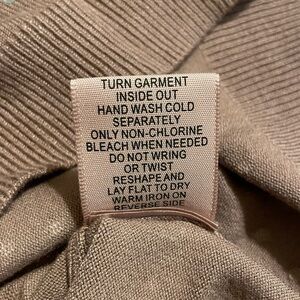 TURN GARMENT
INSIDE OUT
HAND WASH COLD
SEPARATELY
ONLY NON-CHLORINE
BLEACH WHEN NEEDED
DO NOT WRING
OR TWIST
RESHAPE AND
LAY FLAT TO DRY
WARM IRON ON
REVERSE SIDE